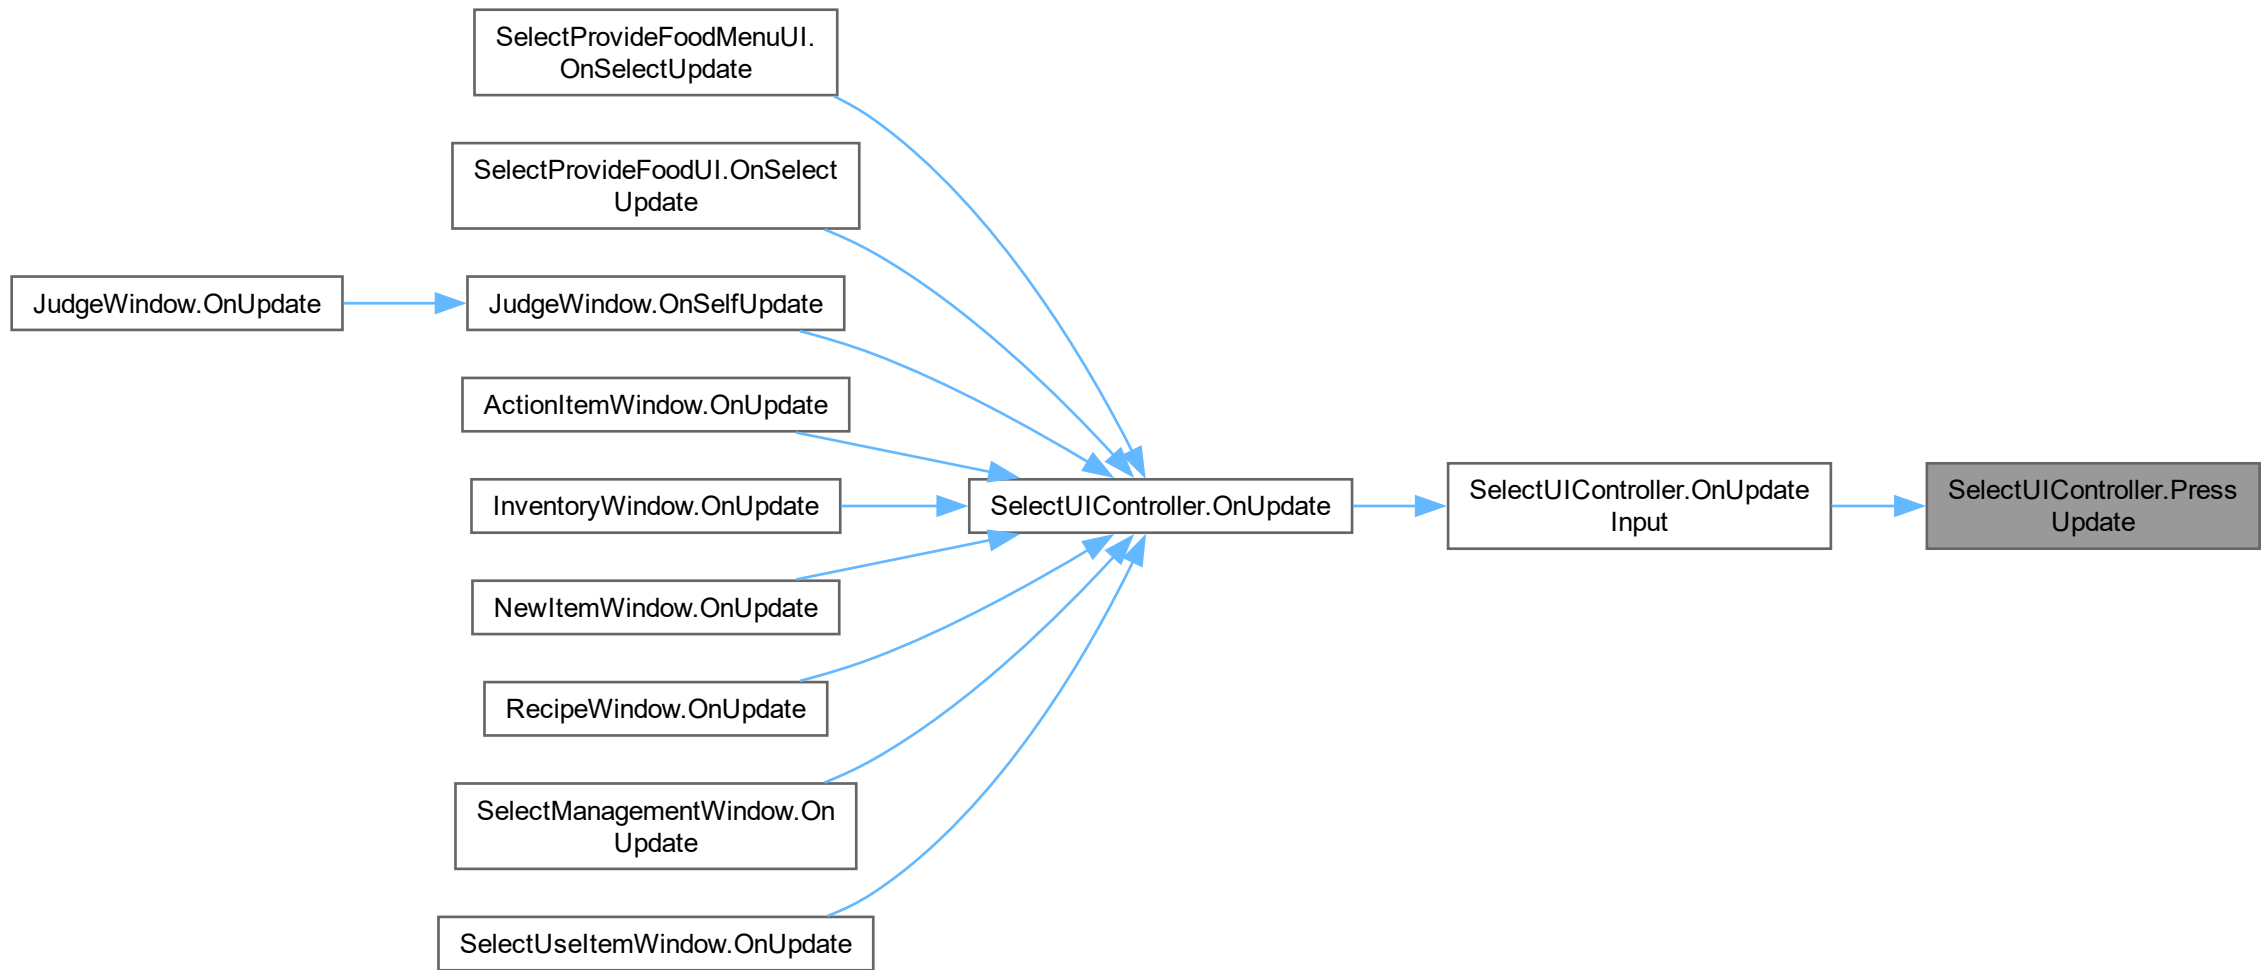 SelectProvideFoodMenuUI.
OnSelectUpdate
SelectProvideFoodUI.OnSelect
Update
JudgeWindow.OnUpdate
JudgeWindow.OnSelfUpdate
ActionItemWindow.OnUpdate
InventoryWindow.OnUpdate
NewItemWindow.OnUpdate
RecipeWindow.OnUpdate
SelectManagementWindow.On
Update
SelectUseItemWindow.OnUpdate
SelectUIController.OnUpdate
SelectUIController.OnUpdate
Input
SelectUIController.Press
Update